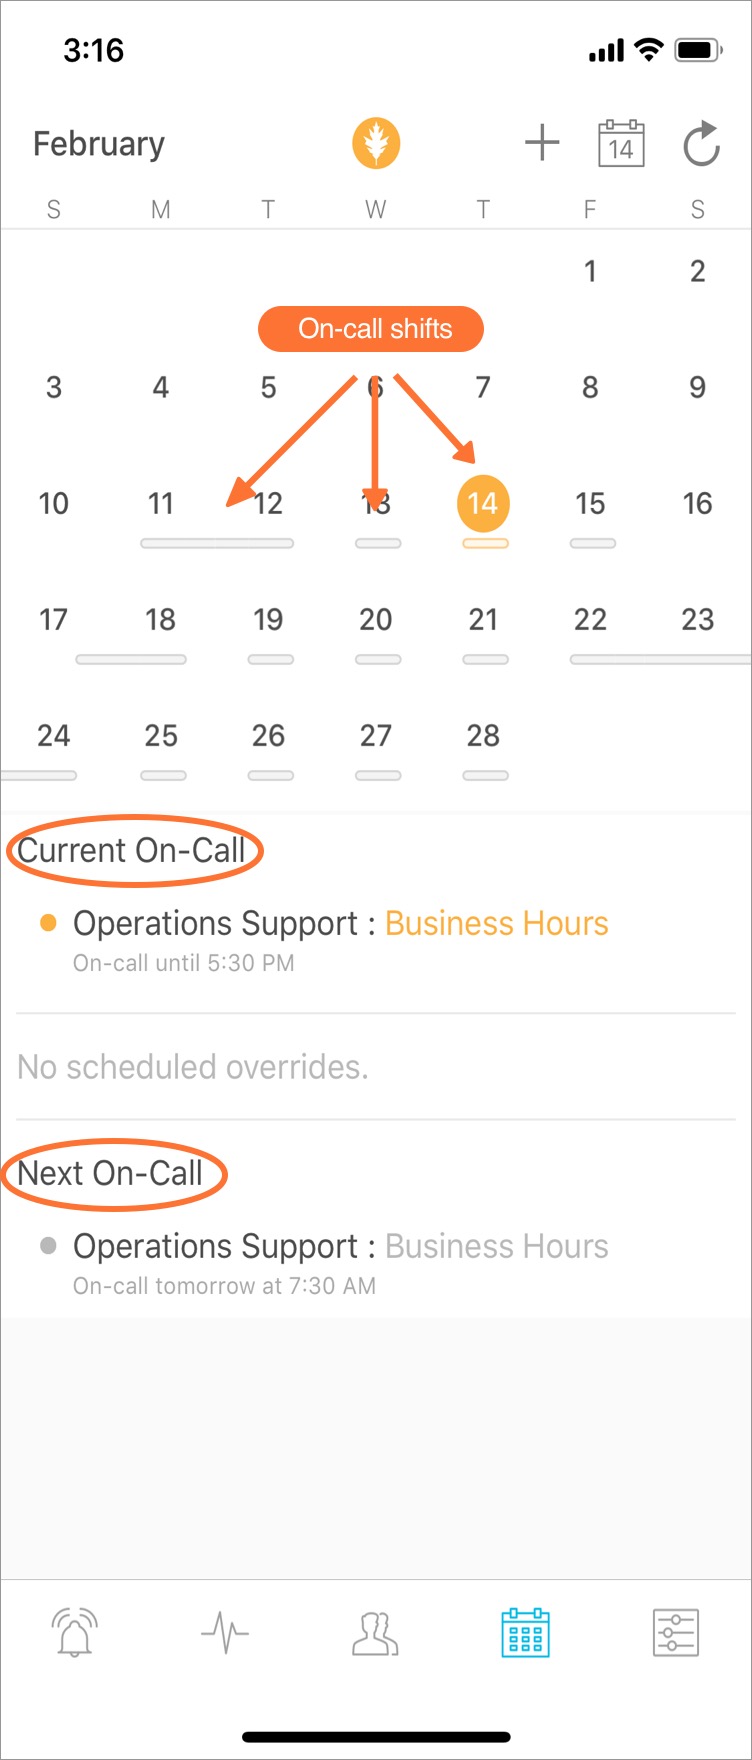 3:16
February
14
S M T W T F S
1 2
On-call shifts
3 4 5 6 7 8 9
10 11 12 13 14 15 16
17 18 19 20 21 22 23
24 25 26 27 28
Current On-Call
Operations Support : Business Hours
On-call until 5:30 PM
No scheduled overrides.
Next On-Call
Operations Support : Business Hours
On-call tomorrow at 7:30 AM